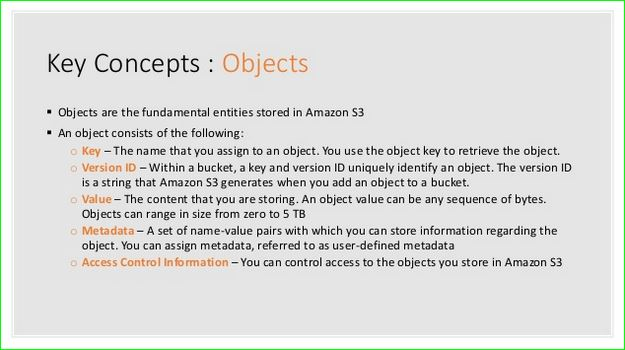 Key Concepts : Objects
▪ Objects are the fundamental entities stored in Amazon S3
▪ An object consists of the following:
o Key – The name that you assign to an object. You use the object key to retrieve the object.
o Version ID – Within a bucket, a key and version ID uniquely identify an object. The version ID
is a string that Amazon S3 generates when you add an object to a bucket.
o Value – The content that you are storing. An object value can be any sequence of bytes.
Objects can range in size from zero to 5 TB
o Metadata – A set of name-value pairs with which you can store information regarding the
object. You can assign metadata, referred to as user-defined metadata
o Access Control Information – You can control access to the objects you store in Amazon S3